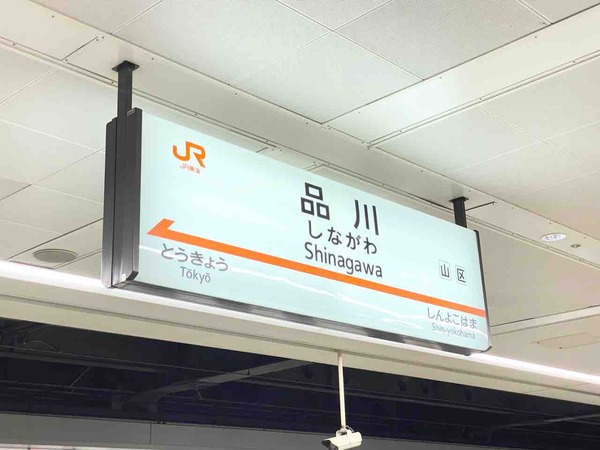 JR
JR東海
品川
しながわ
Shinagawa
山 区
とうきょう
Tōkyō
しんよこはま
Shin-yokohama